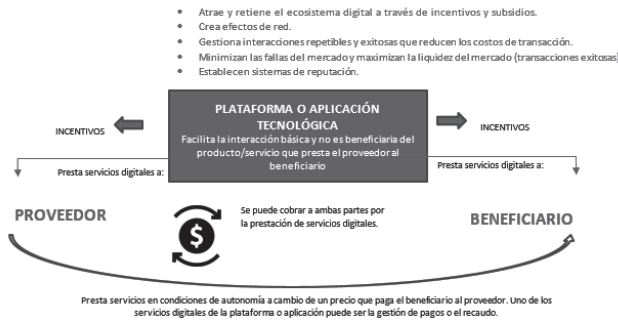 • Atrae y retiene el ecosistema digital a través de incentivos y subsidios.
• Crea efectos de red.
• Gestiona interacciones repetibles y exitosas que reducen los costos de transacción.
• Minimizan las fallas del mercado y maximizan la liquidez del mercado (transacciones exitosas)
• Establecen sistemas de reputación.
PLATAFORMA O APLICACIÓN
TECNOLÓGICA
Facilita la interacción básica y no es beneficiaria del
producto/servicio que presta el proveedor al
beneficiario
INCENTIVOS
INCENTIVOS
Presta servicios digitales a:
Presta servicios digitales a:
PROVEEDOR
$
Se puede cobrar a ambas partes por
la prestación de servicios digitales.
BENEFICIARIO
Presta servicios en condiciones de autonomía a cambio de un precio que paga el beneficiario al proveedor. Uno de los
servicios digitales de la plataforma o aplicación puede ser la gestión de pagos o el recaudo.